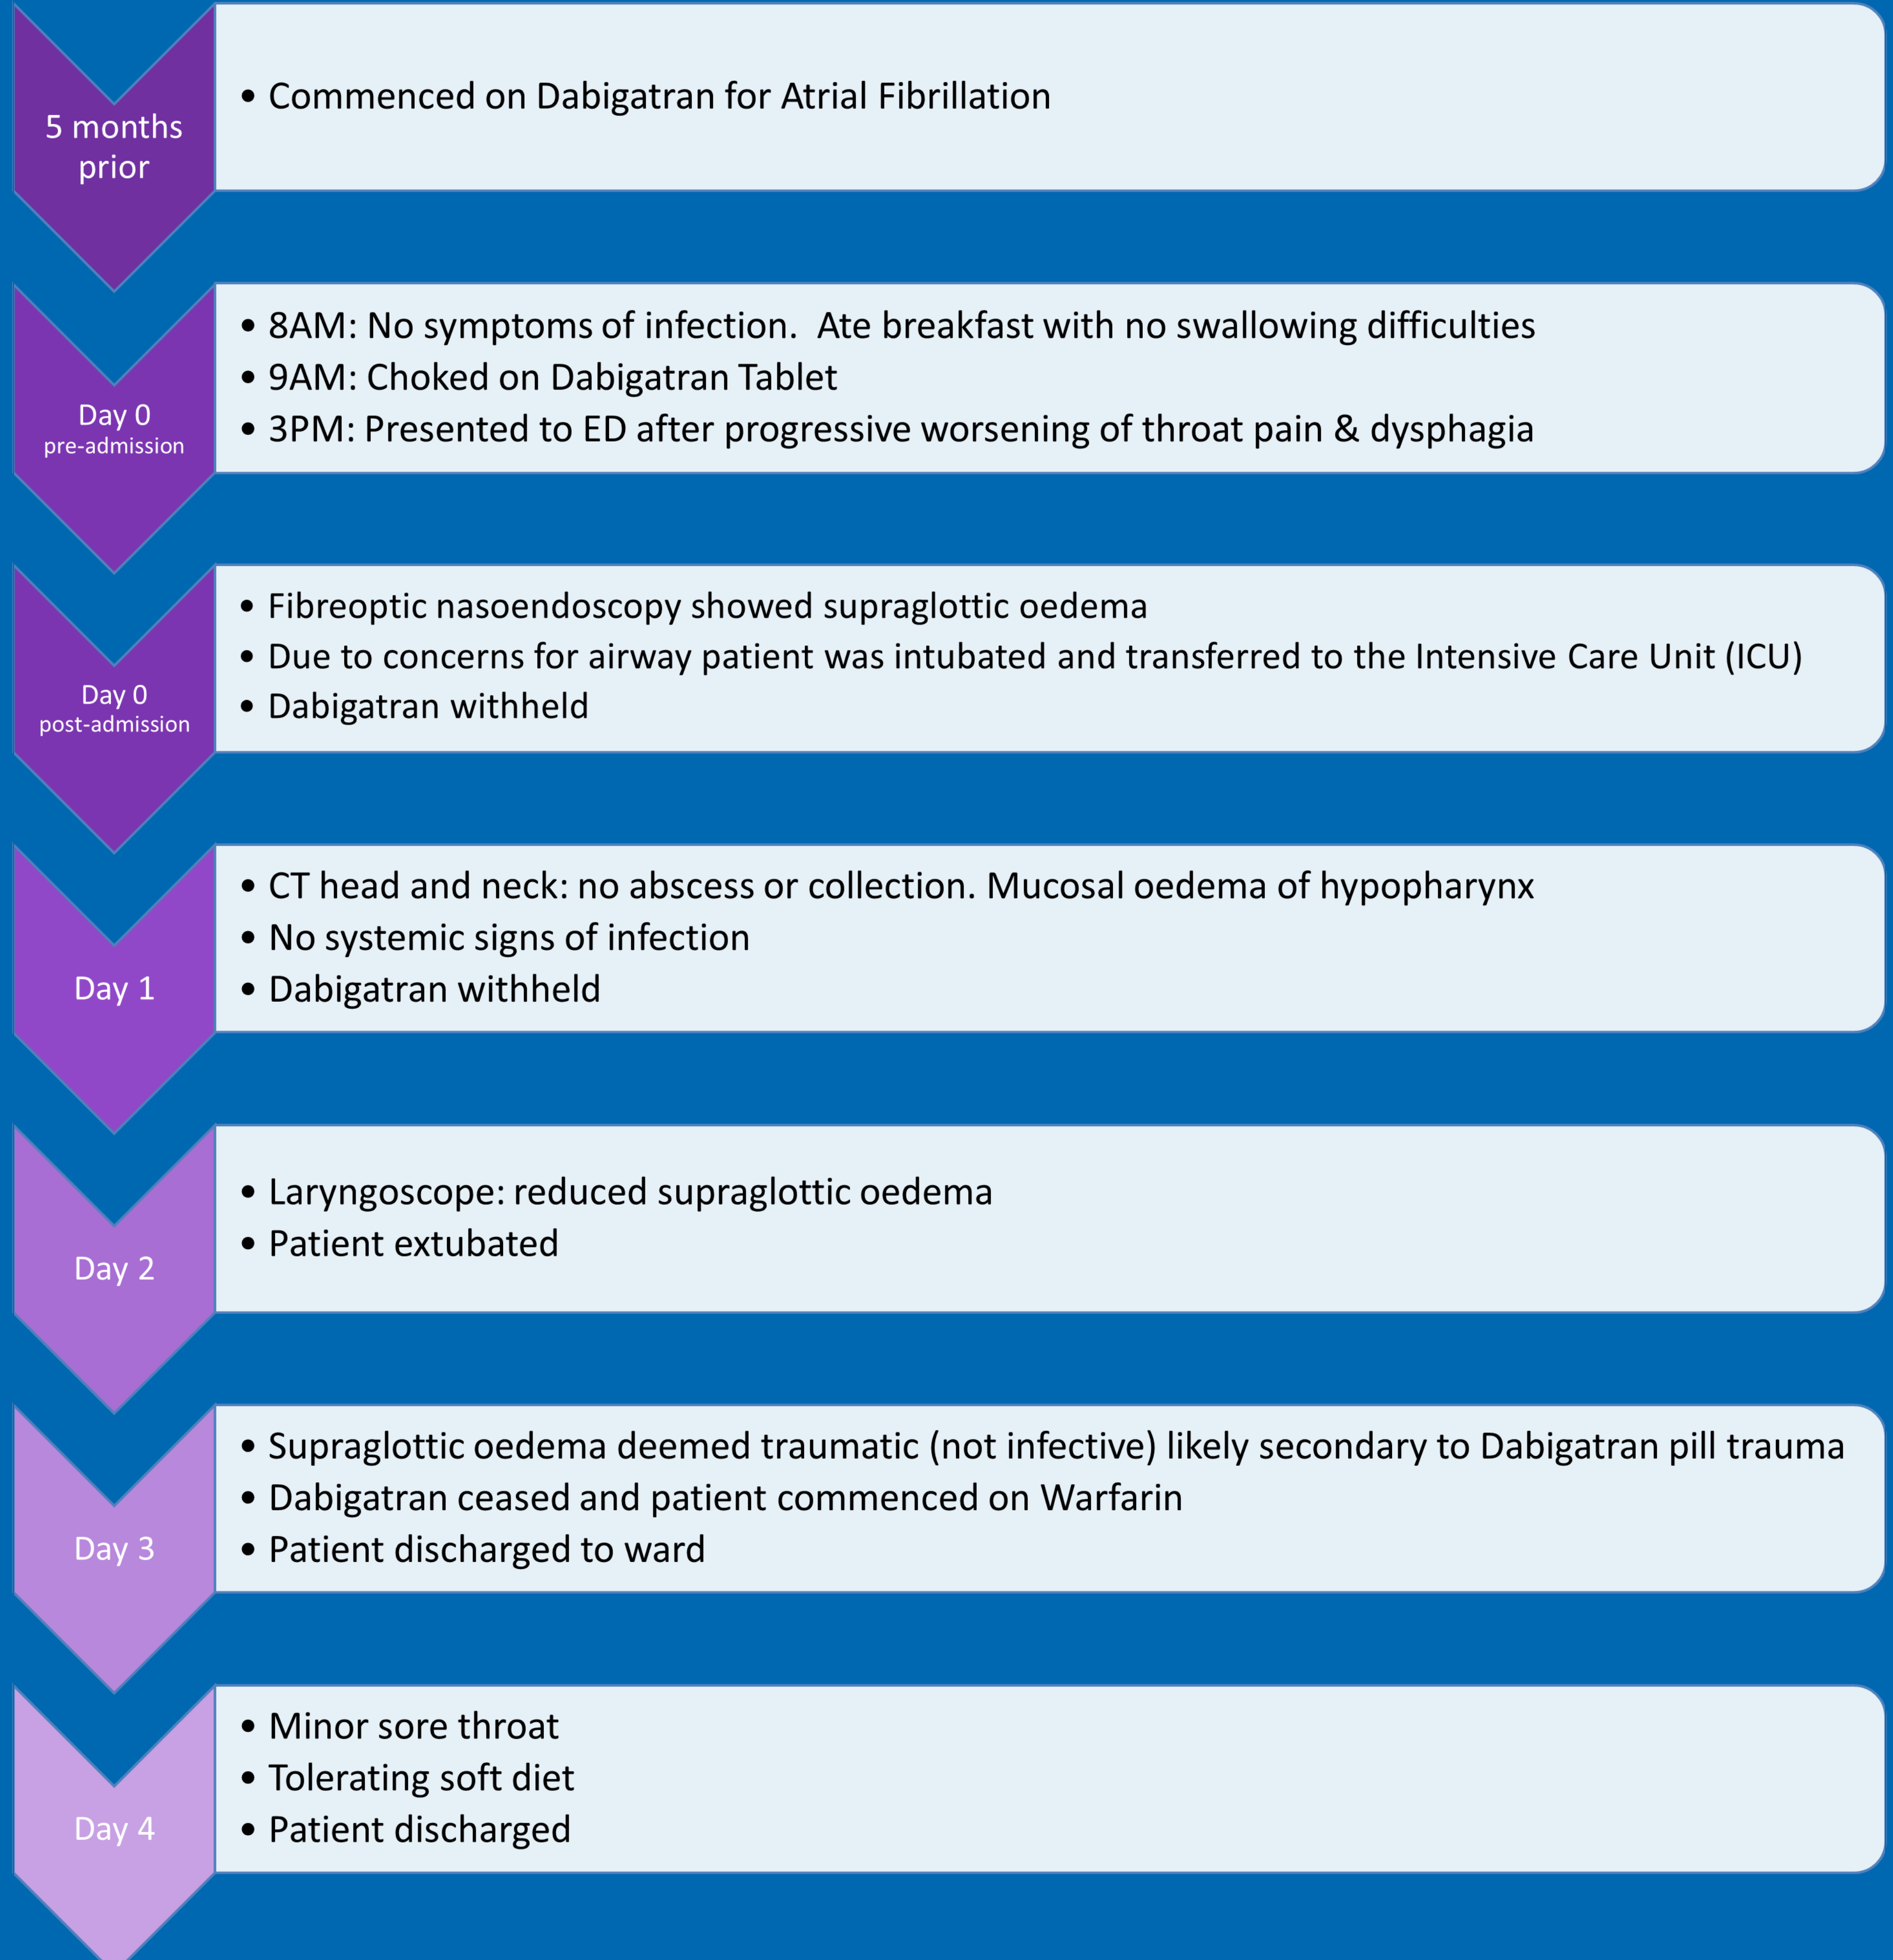 5 months
prior
• Commenced on Dabigatran for Atrial Fibrillation
Day 0
pre-admission
• 8AM: No symptoms of infection.  Ate breakfast with no swallowing difficulties
• 9AM: Choked on Dabigatran Tablet
• 3PM: Presented to ED after progressive worsening of throat pain & dysphagia
Day 0
post-admission
• Fibreoptic nasoendoscopy showed supraglottic oedema
• Due to concerns for airway patient was intubated and transferred to the Intensive Care Unit (ICU)
• Dabigatran withheld
Day 1
• CT head and neck: no abscess or collection. Mucosal oedema of hypopharynx
• No systemic signs of infection
• Dabigatran withheld
Day 2
• Laryngoscope: reduced supraglottic oedema
• Patient extubated
Day 3
• Supraglottic oedema deemed traumatic (not infective) likely secondary to Dabigatran pill trauma
• Dabigatran ceased and patient commenced on Warfarin
• Patient discharged to ward
Day 4
• Minor sore throat
• Tolerating soft diet
• Patient discharged